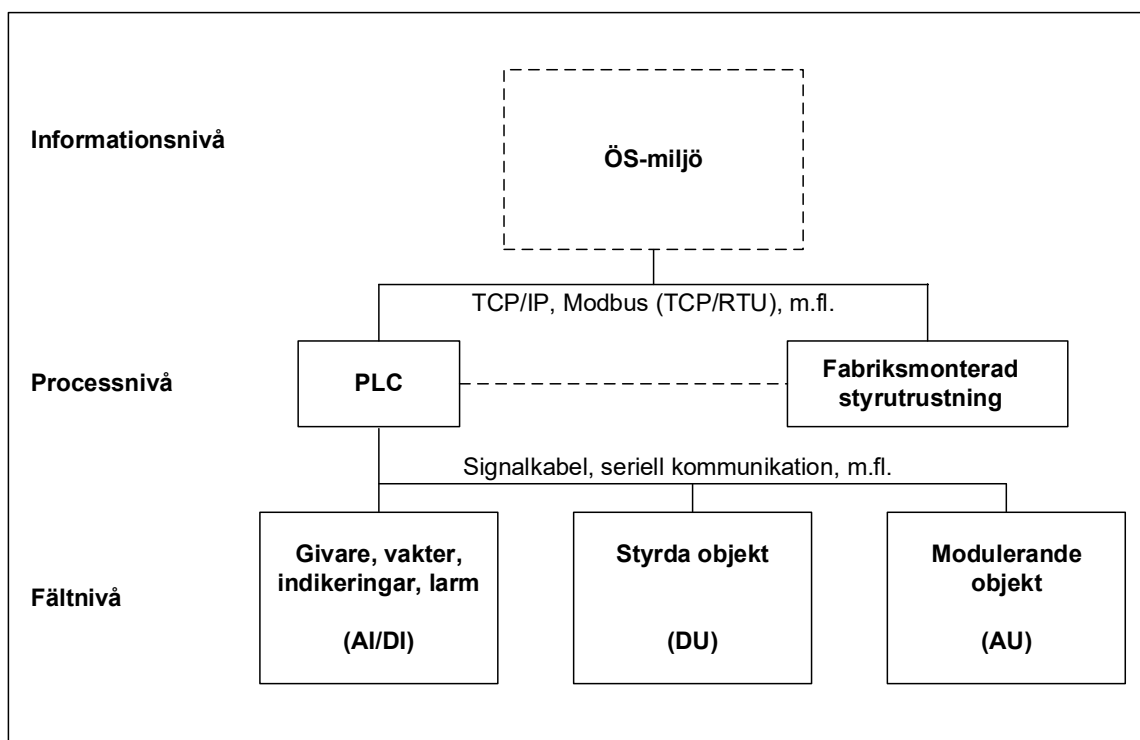 Informationsnivå
ÖS-miljö
TCP/IP, Modbus (TCP/RTU), m.fl.
Processnivå
PLC
Fabriksmonterad
styrutrustning
Signalkabel, seriell kommunikation, m.fl.
Fältnivå
Givare, vakter,
indikeringar, larm
(AI/DI)
Styrda objekt
(DU)
Modulerande
objekt
(AU)